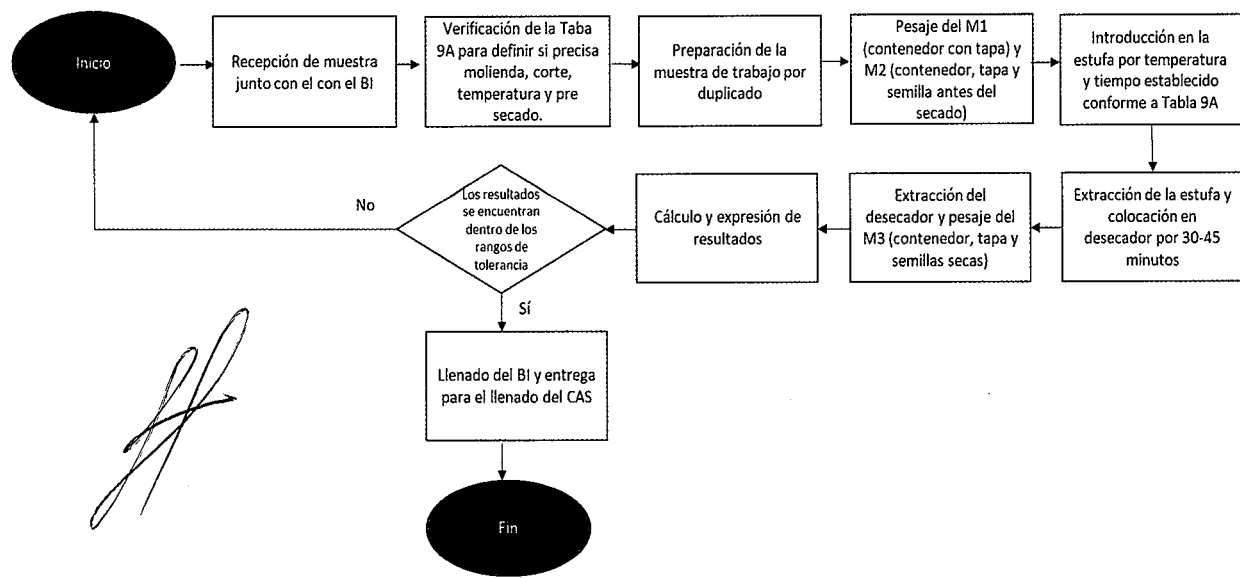 Inicio
Recepción de muestra
junto con el con el BI
Verificación de la Taba
9A para definir si precisa
molienda, corte,
temperatura y pre
secado.
Preparación de la
muestra de trabajo por
duplicado
Pesaje del M1
(contenedor con tapa) y
M2 (contenedor, tapa y
semilla antes del
secado)
Introducción en la
estufa por temperatura
y tiempo establecido
conforme a Tabla 9A
Extracción de la estufa y
colocación en
desecador por 30-45
minutos
Extracción del
desecador y pesaje del
M3 (contenedor, tapa y
semillas secas)
Cálculo y expresión de
resultados
Los resultados
se encuentran
dentro de los
rangos de
tolerancia
No
Sí
Llenado del BI y entrega
para el llenado del CAS
Fin